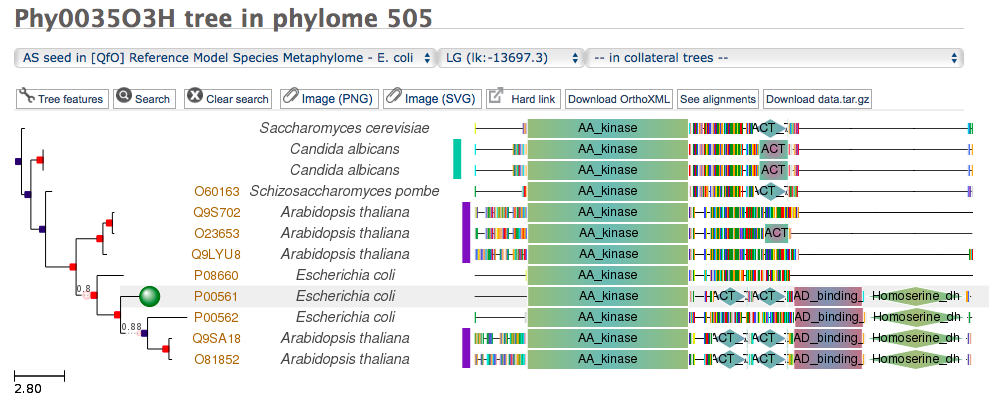 Phy0035O3H tree in phylome 505
AS seed in [QfO] Reference Model Species Metaphylome - E. coli LG (lk:-13697.3) -- in collateral trees --
Tree features Search Clear search Image (PNG) Image (SVG) Hard link Download OrthoXML See alignments Download data.tar.gz
Saccharomyces cerevisiae AA_kinase ACT_
Candida albicans AA_kinase ACT
Candida albicans AA_kinase ACT
O60163 Schizosaccharomyces pombe AA_kinase ACT_
Q9S702 Arabidopsis thaliana AA_kinase
O23653 Arabidopsis thaliana AA_kinase ACT
Q9LYU8 Arabidopsis thaliana AA_kinase
P08660 Escherichia coli AA_kinase
0.8
P00561 Escherichia coli AA_kinase ACT_ ACT_ AD_binding_ Homoserine_dh
P00562 Escherichia coli AA_kinase AD_binding_ Homoserine_dh
0.88
Q9SA18 Arabidopsis thaliana AA_kinase ACT_ ACT_ AD_binding_ Homoserine_dh
O81852 Arabidopsis thaliana AA_kinase ACT_ ACT_ AD_binding_ Homoserine_dh
2.80